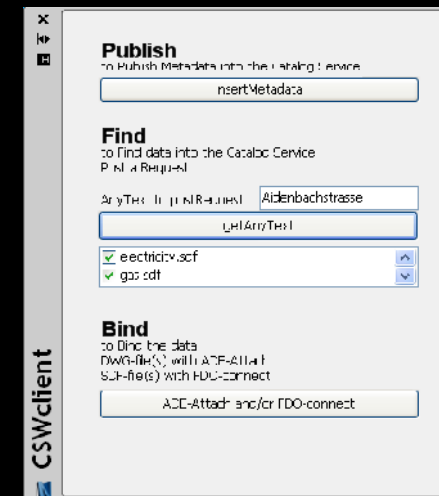 Publish
to Publish Metadata into the Catalog Service
InsertMetadata
Find
to Find data into the Catalog Service
Post a Request
AnyText to postRequest Aidenbachstrasse
getAnyText
electricity.sdf
gas.sdf
Bind
to Bind the data
DWG-file(s) with ADE-Attach
SDF-file(s) with FDO-connect
ADE-Attach and/or FDO-connect
CSWclient